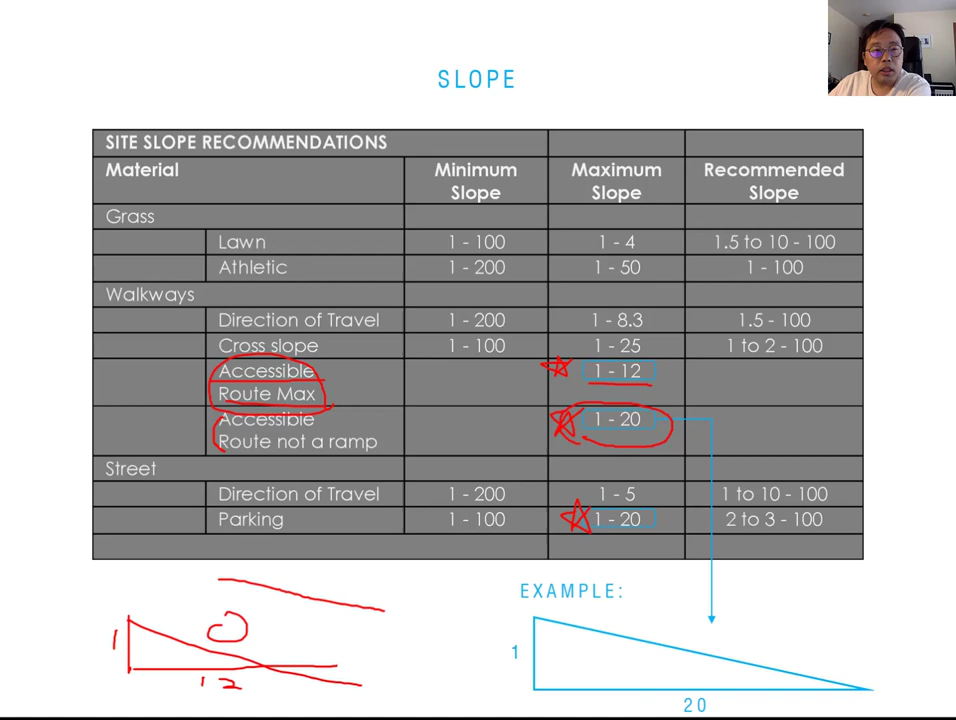 SLOPE
SITE SLOPE RECOMMENDATIONS
Material Minimum Slope Maximum Slope Recommended Slope
Grass
Lawn 1 - 100 1 - 4 1.5 to 10 - 100
Athletic 1 - 200 1 - 50 1 - 100
Walkways
Direction of Travel 1 - 200 1 - 8.3 1.5 - 100
Cross slope 1 - 100 1 - 25 1 to 2 - 100
Accessible 1 - 12
Route Max
Accessible 1 - 20
Route not a ramp
Street
Direction of Travel 1 - 200 1 - 5 1 to 10 - 100
Parking 1 - 100 1 - 20 2 to 3 - 100
EXAMPLE:
1
12
1
20